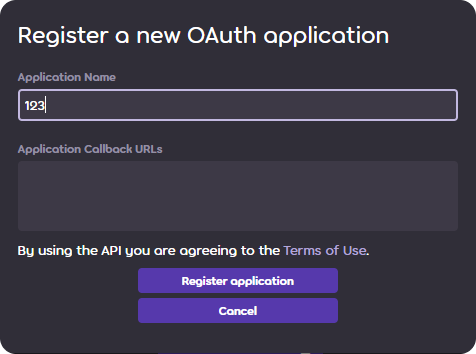 Register a new OAuth application
Application Name
123
Application Callback URLs
By using the API you are agreeing to the Terms of Use.
Register application
Cancel